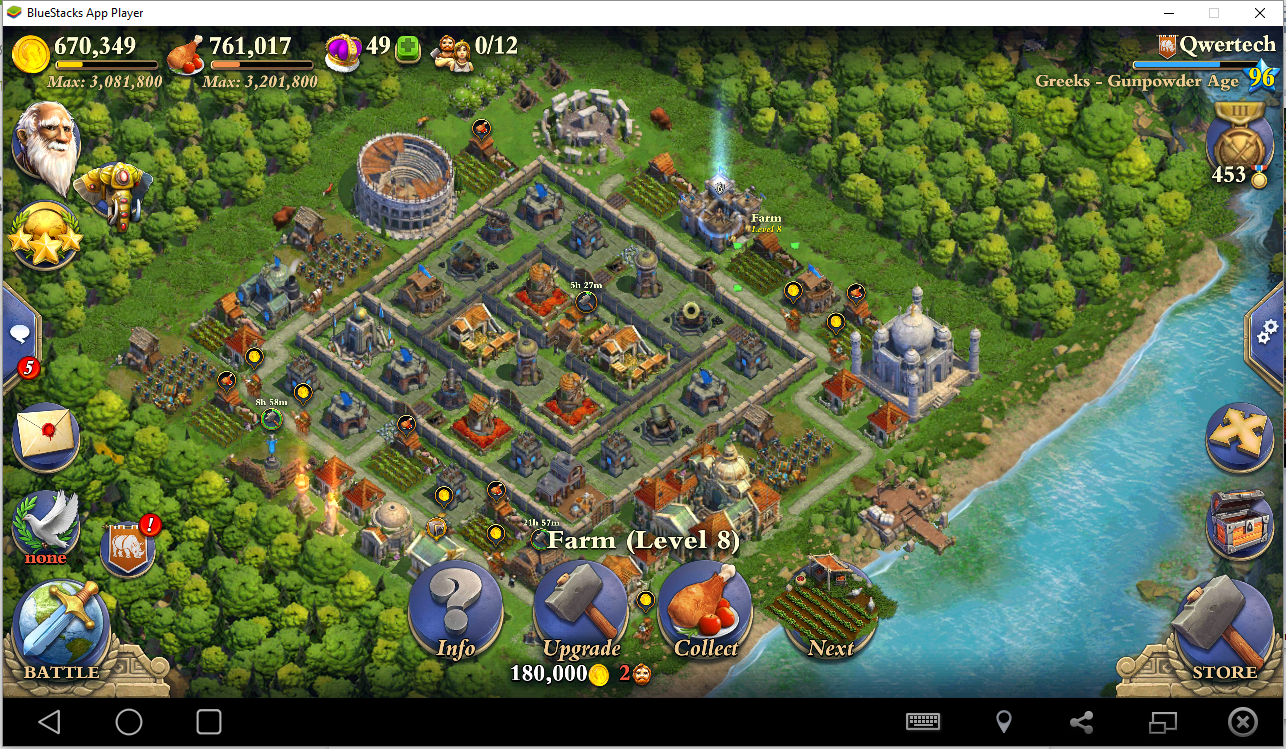 BlueStacks App Player
670,349
761,017
49
0/12
Qwertech
Max: 3,081,800
Max: 3,201,800
Greeks - Gunpowder Age
96
III
453
Farm
Level 8
5h 27m
5
8h 58m
21h 57m
Farm (Level 8)
!
none
Info
Upgrade
Collect
Next
BATTLE
180,000
2
STORE